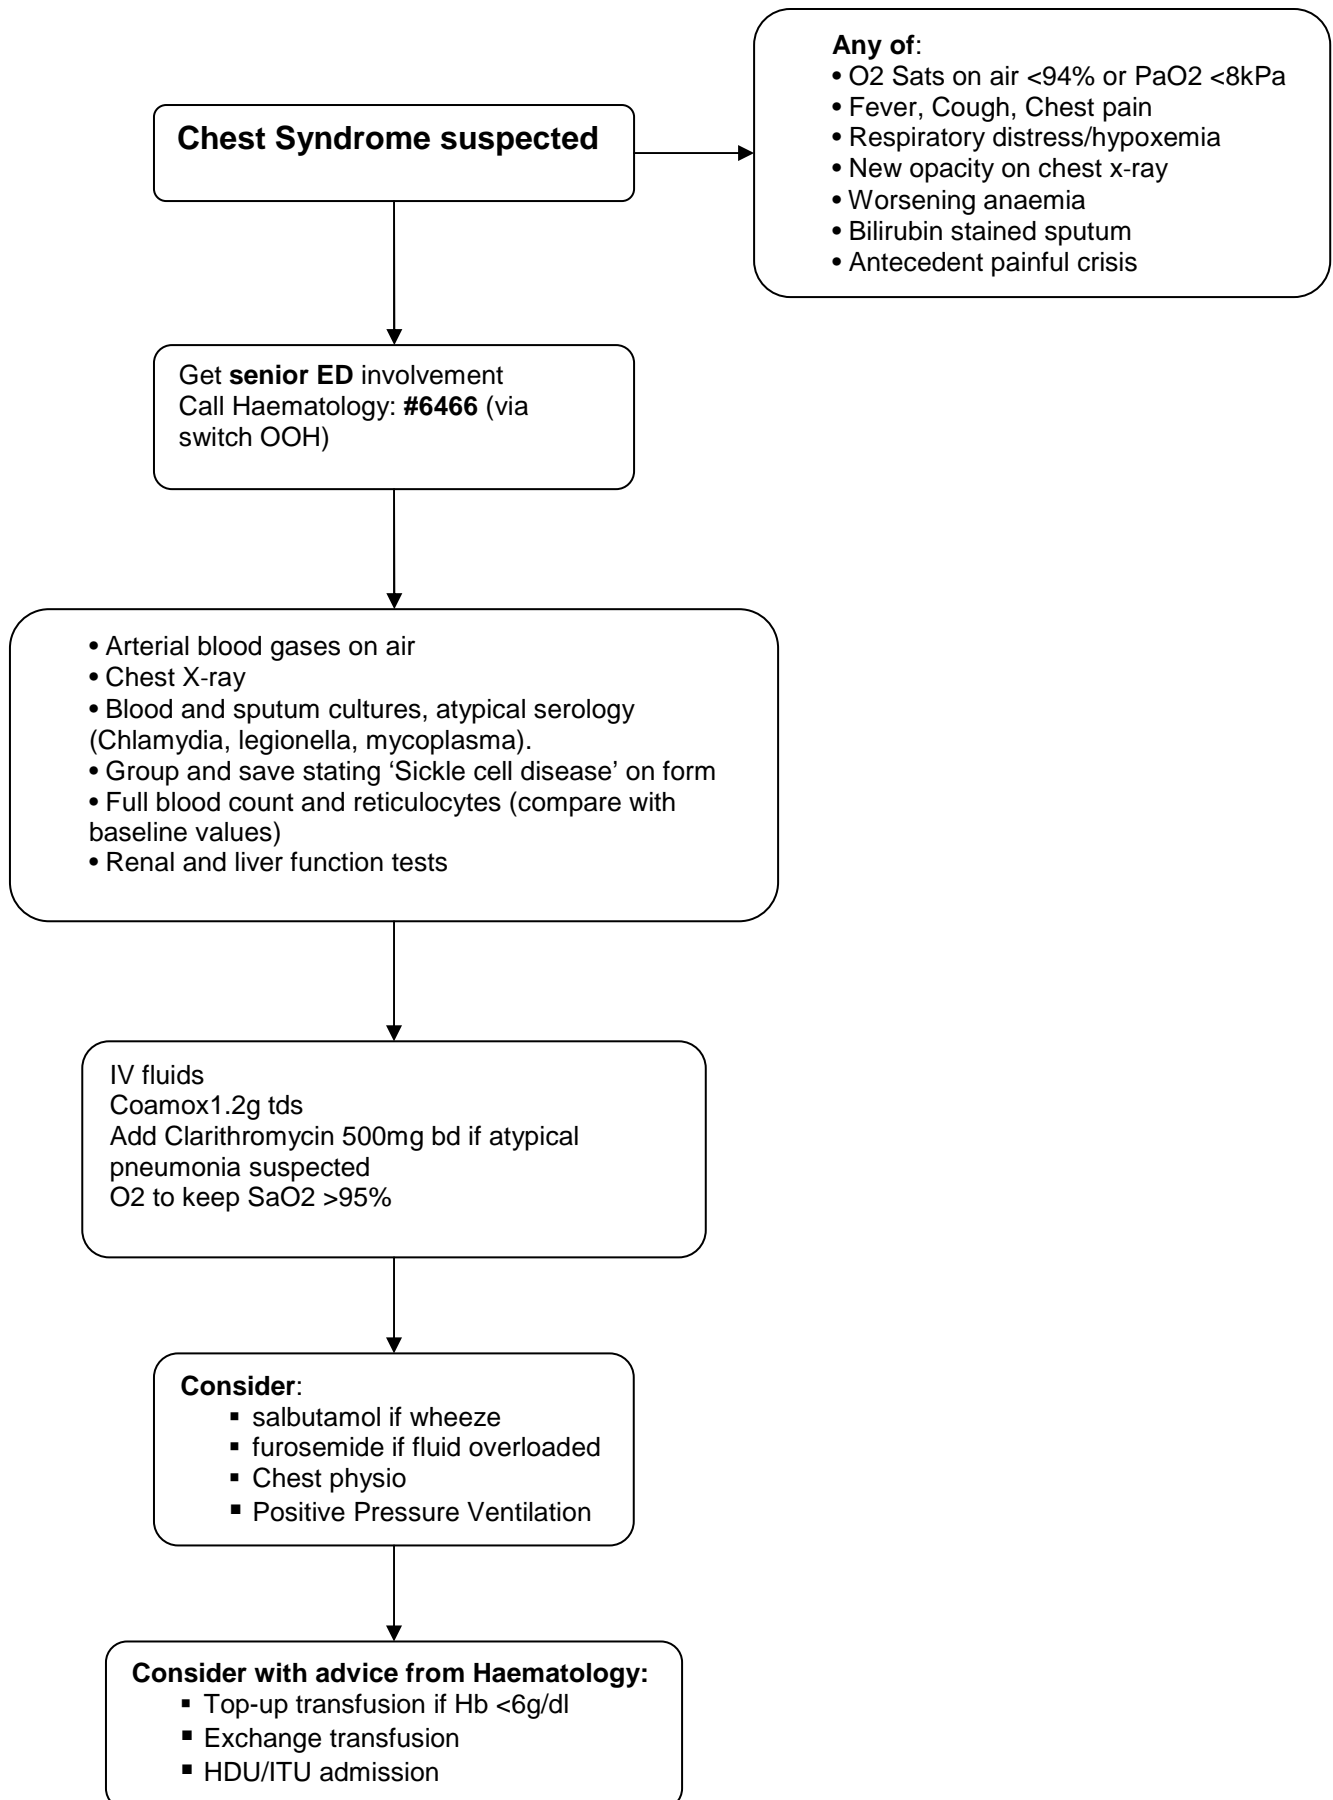 Chest Syndrome suspected
Any of:
• O2 Sats on air <94% or PaO2 <8kPa
• Fever, Cough, Chest pain
• Respiratory distress/hypoxemia
• New opacity on chest x-ray
• Worsening anaemia
• Bilirubin stained sputum
• Antecedent painful crisis
Get senior ED involvement
Call Haematology: #6466 (via
switch OOH)
• Arterial blood gases on air
• Chest X-ray
• Blood and sputum cultures, atypical serology
(Chlamydia, legionella, mycoplasma).
• Group and save stating ‘Sickle cell disease’ on form
• Full blood count and reticulocytes (compare with
baseline values)
• Renal and liver function tests
IV fluids
Coamox1.2g tds
Add Clarithromycin 500mg bd if atypical
pneumonia suspected
O2 to keep SaO2 >95%
Consider:
▪ salbutamol if wheeze
▪ furosemide if fluid overloaded
▪ Chest physio
▪ Positive Pressure Ventilation
Consider with advice from Haematology:
▪ Top-up transfusion if Hb <6g/dl
▪ Exchange transfusion
▪ HDU/ITU admission